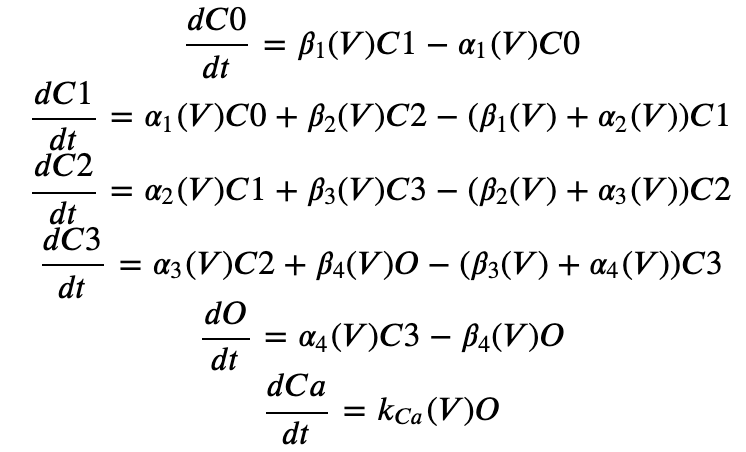 dC0/dt = β₁(V)C1 − α₁(V)C0
dC1/dt = α₁(V)C0 + β₂(V)C2 − (β₁(V) + α₂(V))C1
dC2/dt = α₂(V)C1 + β₃(V)C3 − (β₂(V) + α₃(V))C2
dC3/dt = α₃(V)C2 + β₄(V)O − (β₃(V) + α₄(V))C3
dO/dt = α₄(V)C3 − β₄(V)O
dCa/dt = k_{Ca}(V)O